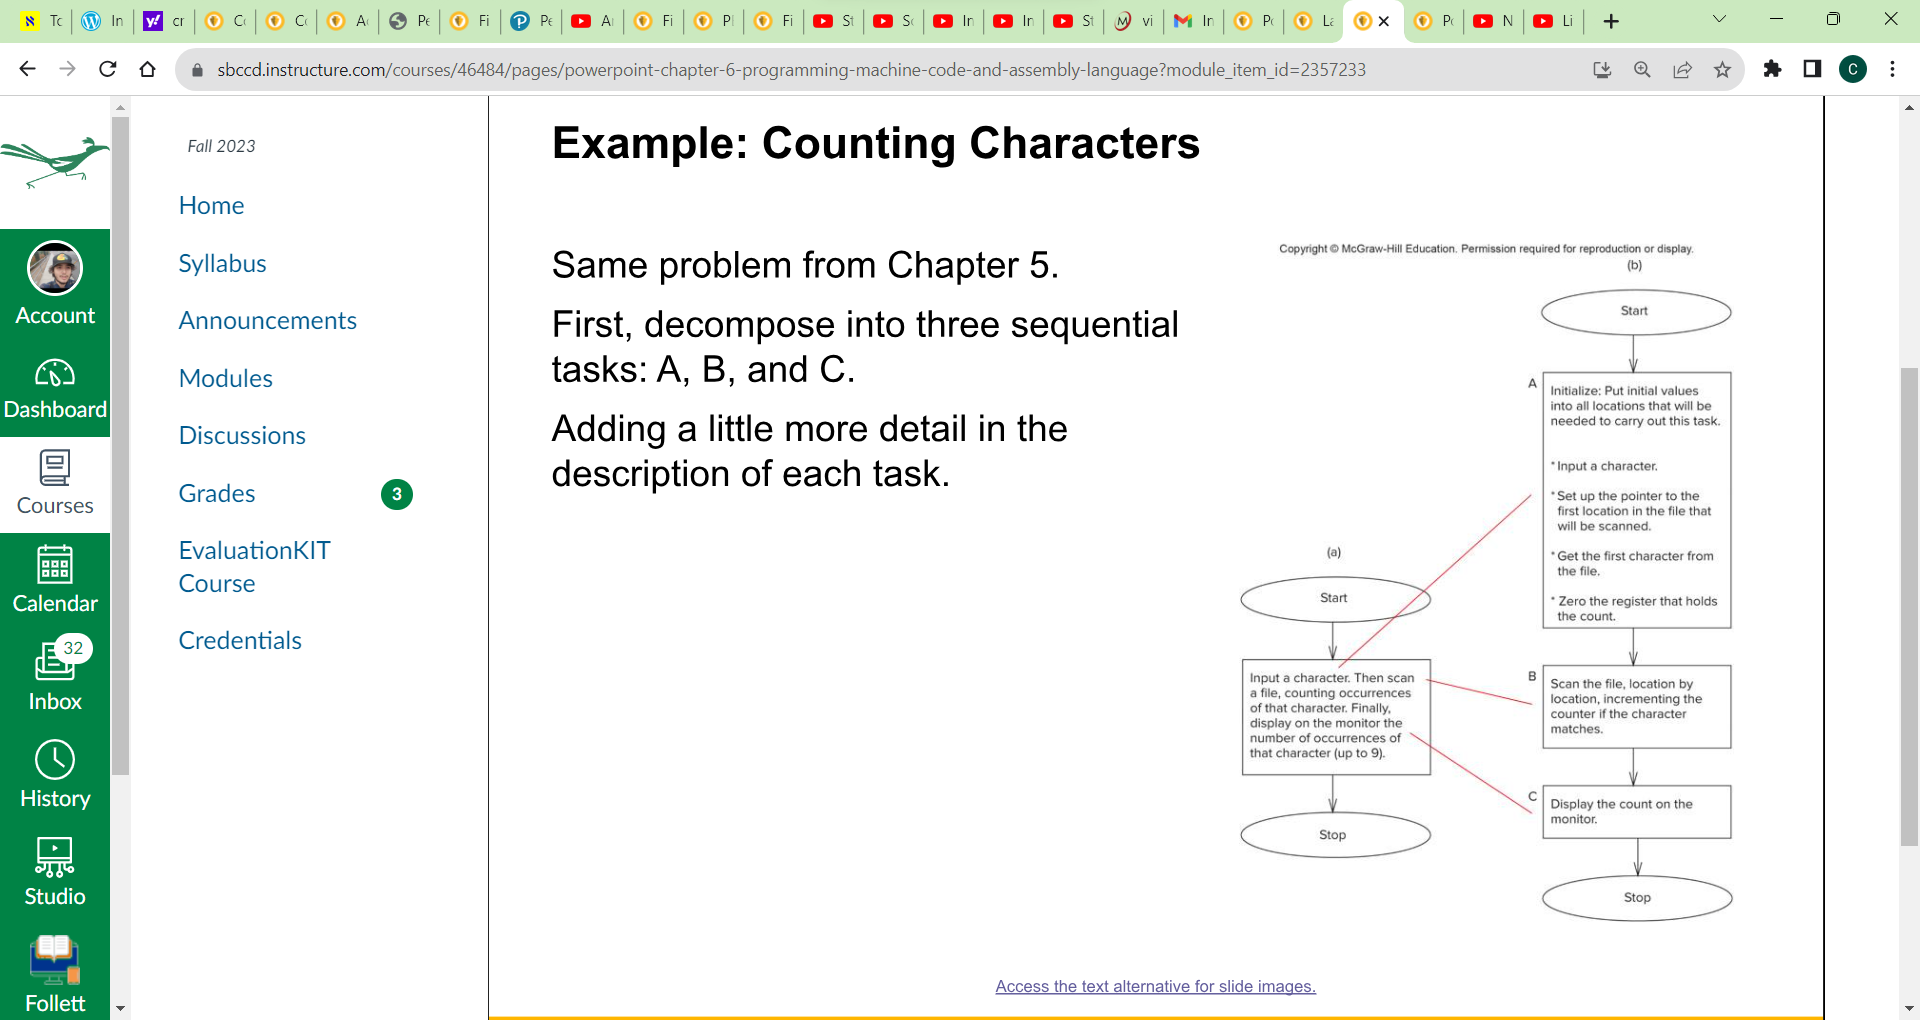 Tc
In
cr
Fi
Pl
Fi
vi
In
N
Li
sbccd.instructure.com/courses/46484/pages/powerpoint-chapter-6-programming-machine-code-and-assembly-language?module_item_id=2357233
C
Account
Dashboard
Courses
Calendar
32
Inbox
History
Studio
Follett
Fall 2023
Home
Syllabus
Announcements
Modules
Discussions
Grades 3
EvaluationKIT
Course
Credentials
Example: Counting Characters
Same problem from Chapter 5.
First, decompose into three sequential
tasks: A, B, and C.
Adding a little more detail in the
description of each task.
Copyright © McGraw-Hill Education. Permission required for reproduction or display.
(a)
Start
Input a character. Then scan
a file, counting occurrences
of that character. Finally,
display on the monitor the
number of occurrences of
that character (up to 9).
Stop
(b)
Start
A
Initialize: Put initial values
into all locations that will be
needed to carry out this task.
* Input a character.
* Set up the pointer to the
first location in the file that
will be scanned.
* Get the first character from
the file.
* Zero the register that holds
the count.
B
Scan the file, location by
location, incrementing the
counter if the character
matches.
C
Display the count on the
monitor.
Stop
Access the text alternative for slide images.